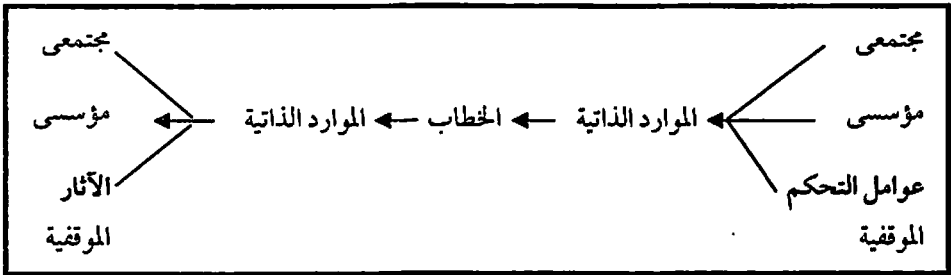 مجتمعى مجتمعى
مؤسسى الموارد الذاتية الخطاب الموارد الذاتية مؤسسى
عوامل التحكم الآثار
الموقفية الموقفية